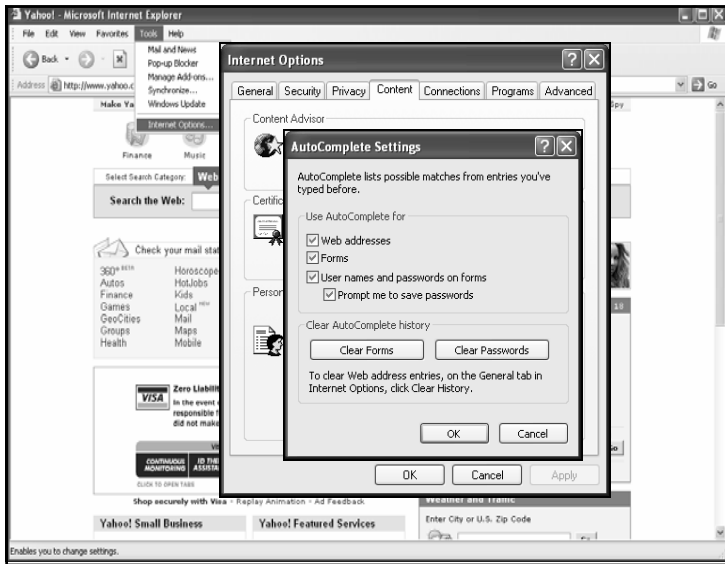 Yahoo! - Microsoft Internet Explorer
File Edit View Favorites Tools Help
Back
Mail and News
Pop-up Blocker
Manage Add-ons...
Synchronize...
Windows Update
Internet Options...
Address http://www.yahoo.c
Go
Make Ya
Spy
Finance Music
Select Search Category: Web
Search the Web:
Check your mail stat
360° BETA Horoscope
Autos HotJobs
Finance Kids
Games Local NEW
GeoCities Mail
Groups Maps
Health Mobile
VISA
Zero Liabilit
In the event
responsible f
did not make
CONTINUOUS MONITORING
ID THE
ASSISTA
CLICK TO OPEN TABS
Shop securely with Visa - Replay Animation - Ad Feedback
Yahoo! Small Business Yahoo! Featured Services
Weather and Traffic
Enter City or U.S. Zip Code
Enables you to change settings.
Internet Options
General Security Privacy Content Connections Programs Advanced
Content Advisor
Certific
Person
OK Cancel Apply
AutoComplete Settings
AutoComplete lists possible matches from entries you've
typed before.
Use AutoComplete for
Web addresses
Forms
User names and passwords on forms
Prompt me to save passwords
Clear AutoComplete history
Clear Forms Clear Passwords
To clear Web address entries, on the General tab in
Internet Options, click Clear History.
OK Cancel